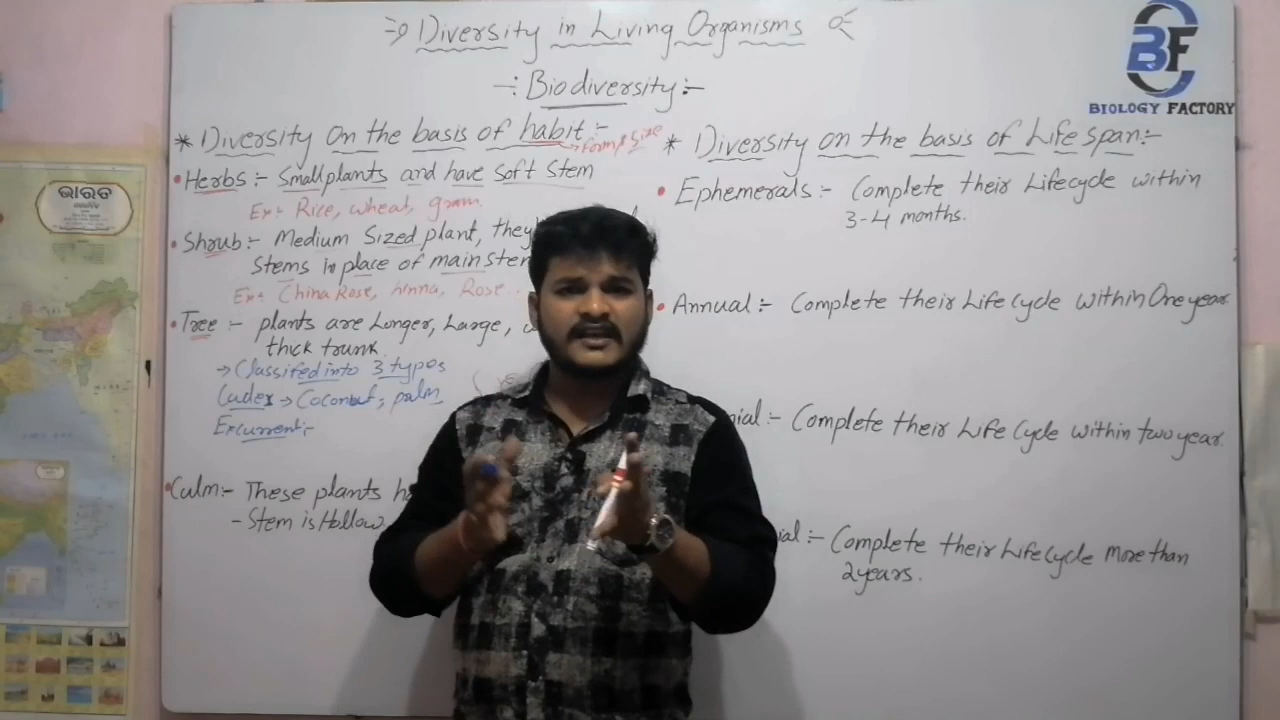 Diversity in Living Organisms
BF
BIOLOGY FACTORY
-: Biodiversity :-
* Diversity on the basis of habit :-
→ Form & Size
• Herbs :- Small plants and have soft stem
Ex:- Rice, wheat, gram
• Shrub :- Medium Sized plant, they
Stems in place of main stem
Ex:- China Rose, henna, Rose..
• Tree :- plants are Longer, Large,
thick trunk.
→ Classified into 3 types
Cudex → Coconut, palm
Excurrent :-
• Culm :- These plants
- Stem is Hollow.
* Diversity on the basis of Life span :-
• Ephemerals :- Complete their Lifecycle within
3-4 months.
• Annual :- Complete their Life Cycle within One year
nial :- Complete their Life Cycle within two year.
ial :- Complete their Lifecycle more than
2 years.
ଭାରତ